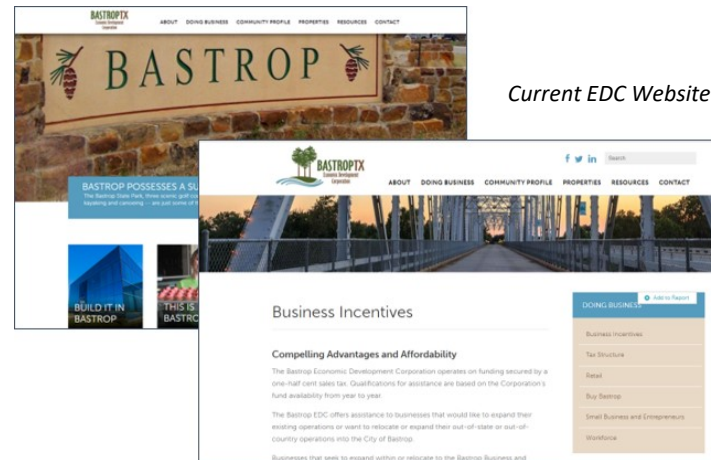 BASTROPTX
Economic Development
Corporation
ABOUT DOING BUSINESS COMMUNITY PROFILE PROPERTIES RESOURCES CONTACT
BASTROP
BASTROP POSSESSES A SU
The Bastrop State Park, three scenic golf cou
kayaking and canoeing -- are just some of t
BUILD IT IN
BASTROP
THIS IS
BASTRO
Current EDC Website
BASTROPTX
Economic Development
Corporation
Search
ABOUT DOING BUSINESS COMMUNITY PROFILE PROPERTIES RESOURCES CONTACT
Business Incentives
Compelling Advantages and Affordability
The Bastrop Economic Development Corporation operates on funding secured by a
one-half cent sales tax. Qualifications for assistance are based on the Corporation's
fund availability from year to year.
The Bastrop EDC offers assistance to businesses that would like to expand their
existing operations or want to relocate or expand their out-of-state or out-of-
country operations into the City of Bastrop.
Businesses that seek to expand within or relocate to the Bastrop Business and
Add to Report
DOING BUSINESS
Business Incentives
Tax Structure
Retail
Buy Bastrop
Small Business and Entrepreneurs
Workforce